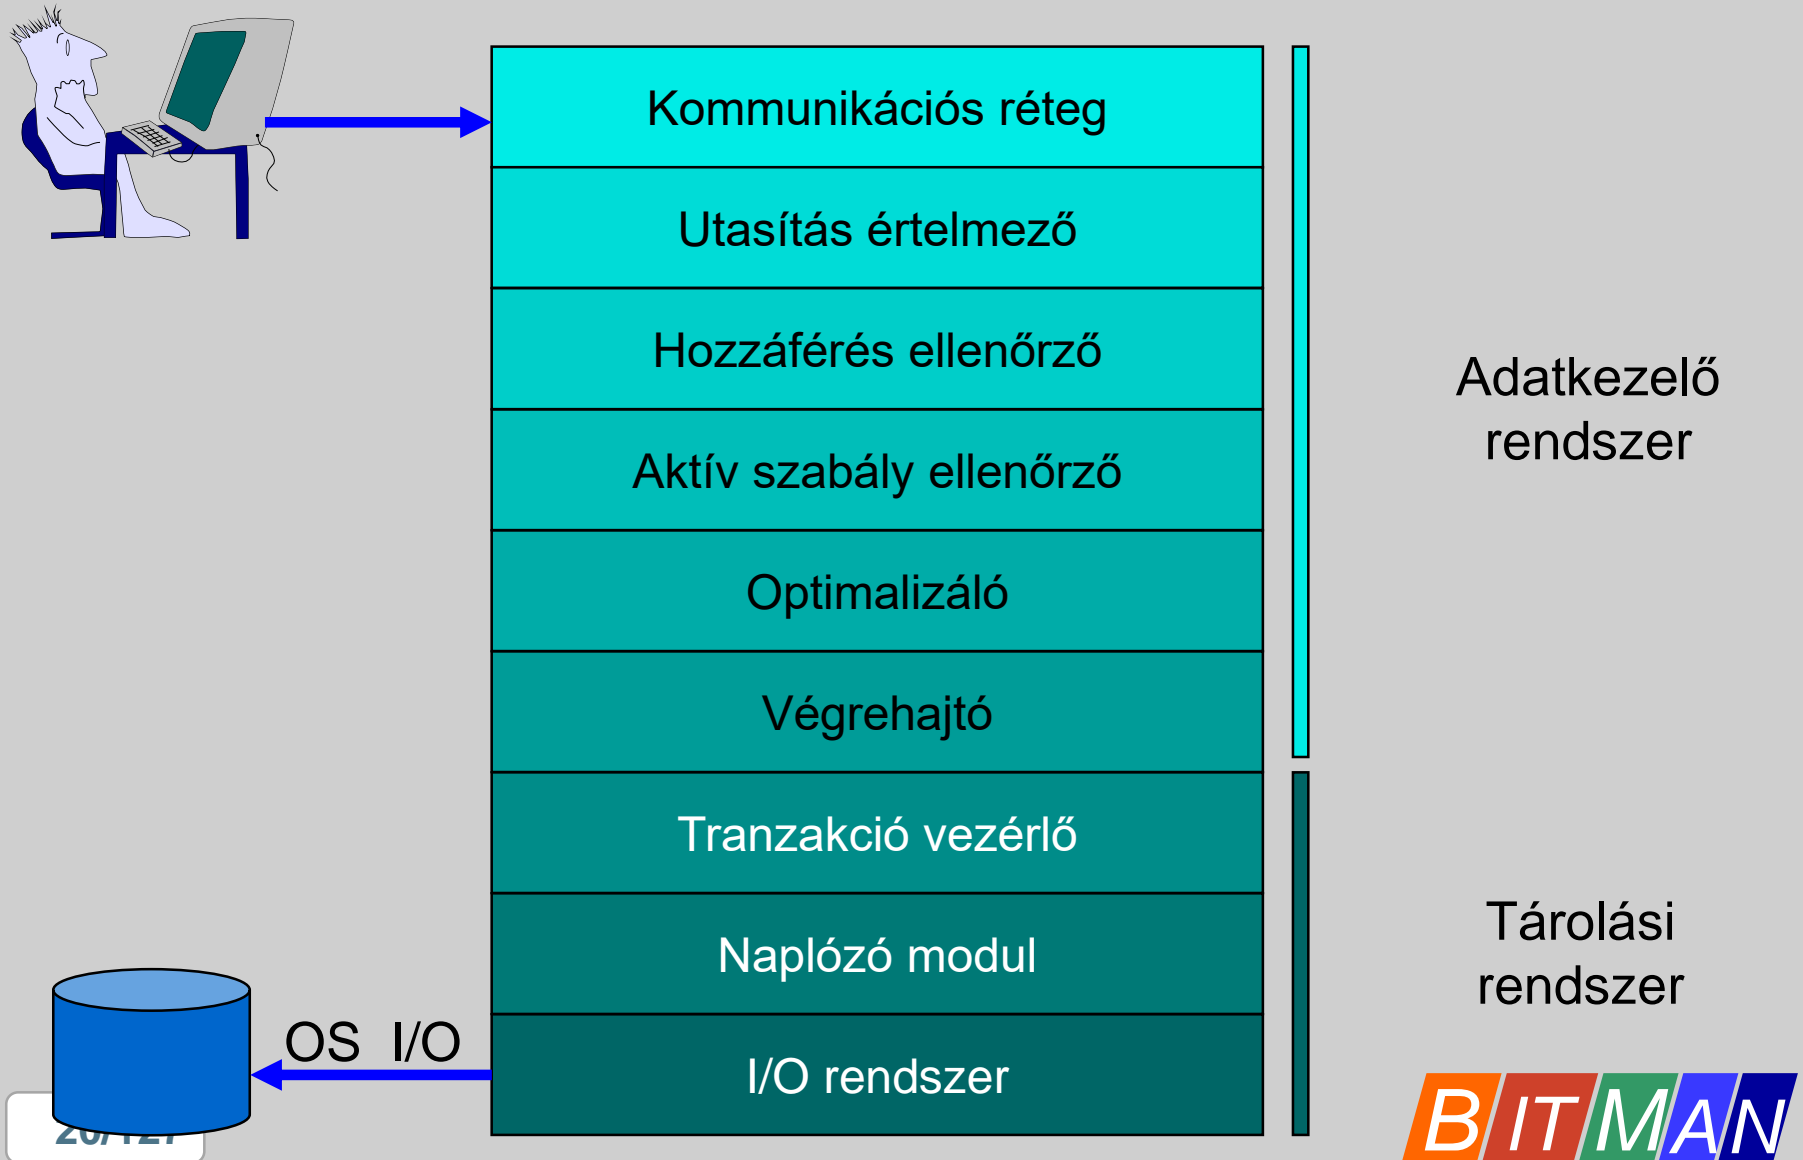 Kommunikációs réteg
Utasítás értelmező
Hozzáférés ellenőrző
Aktív szabály ellenőrző
Optimalizáló
Végrehajtó
Tranzakció vezérlő
Naplózó modul
I/O rendszer
Adatkezelő
rendszer
Tárolási
rendszer
OS I/O
BITMAN